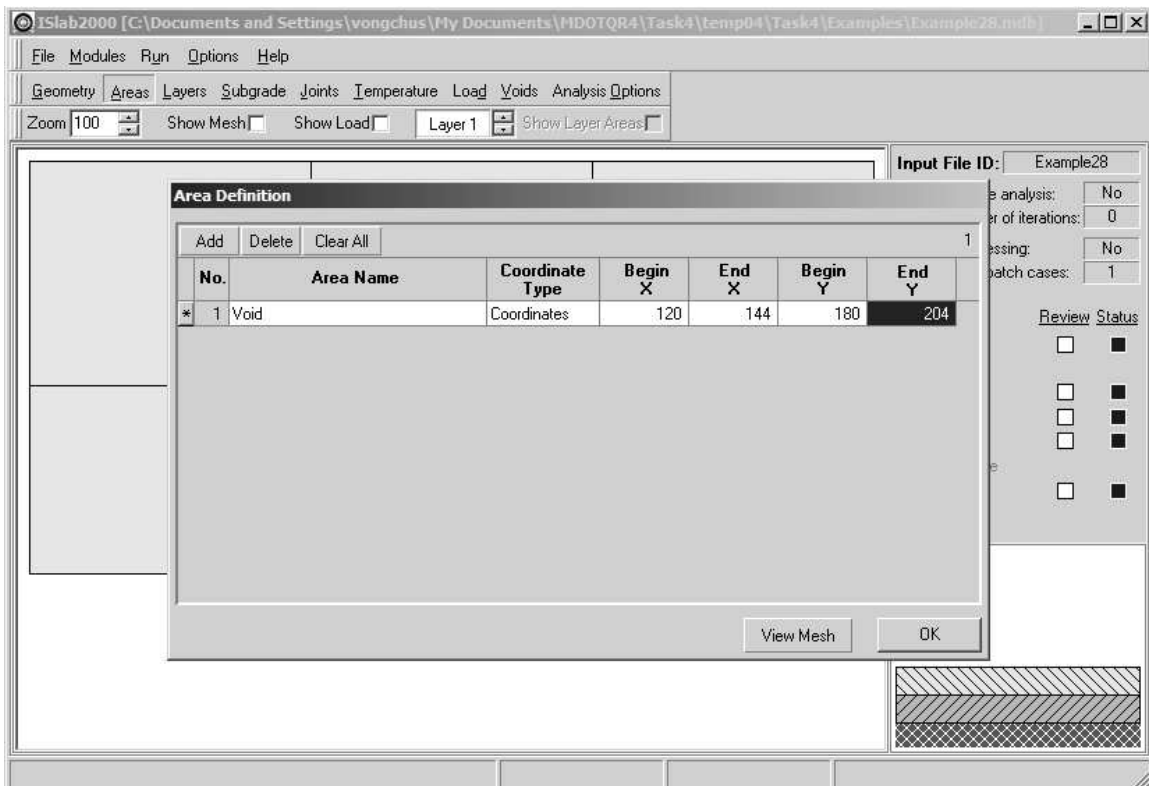 ISlab2000 [C:\Documents and Settings\vongchus\My Documents\MDOTQR4\Task4\temp04\Task4\Examples\Example28.mdb]
File Modules Run Options Help
Geometry Areas Layers Subgrade Joints Temperature Load Voids Analysis Options
Zoom 100 Show Mesh Show Load Layer 1 Show Layer Areas
Input File ID: Example28
Area Definition
e analysis: No
er of iterations: 0
Add Delete Clear All 1
essing: No
batch cases: 1
No. Area Name Coordinate Type Begin X End X Begin Y End Y
* 1 Void Coordinates 120 144 180 204
Review Status
e
View Mesh OK